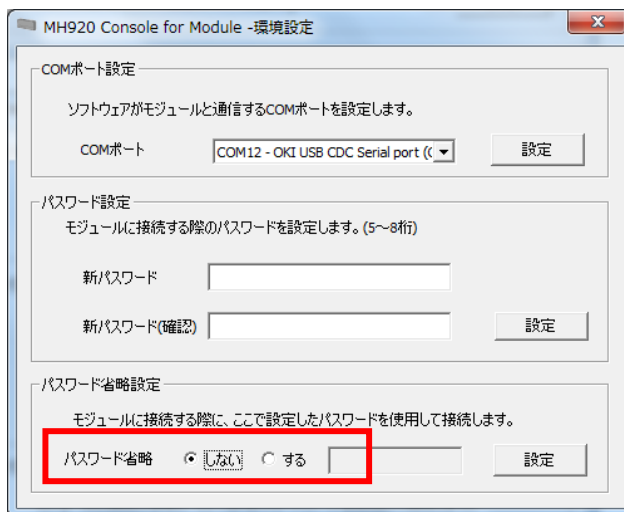 MH920 Console for Module -環境設定
COMポート設定
ソフトウェアがモジュールと通信するCOMポートを設定します。
COMポート COM12 - OKI USB CDC Serial port (C 設定
パスワード設定
モジュールに接続する際のパスワードを設定します。(5～8桁)
新パスワード
新パスワード(確認) 設定
パスワード省略設定
モジュールに接続する際に、ここで設定したパスワードを使用して接続します。
パスワード省略 しない する 設定